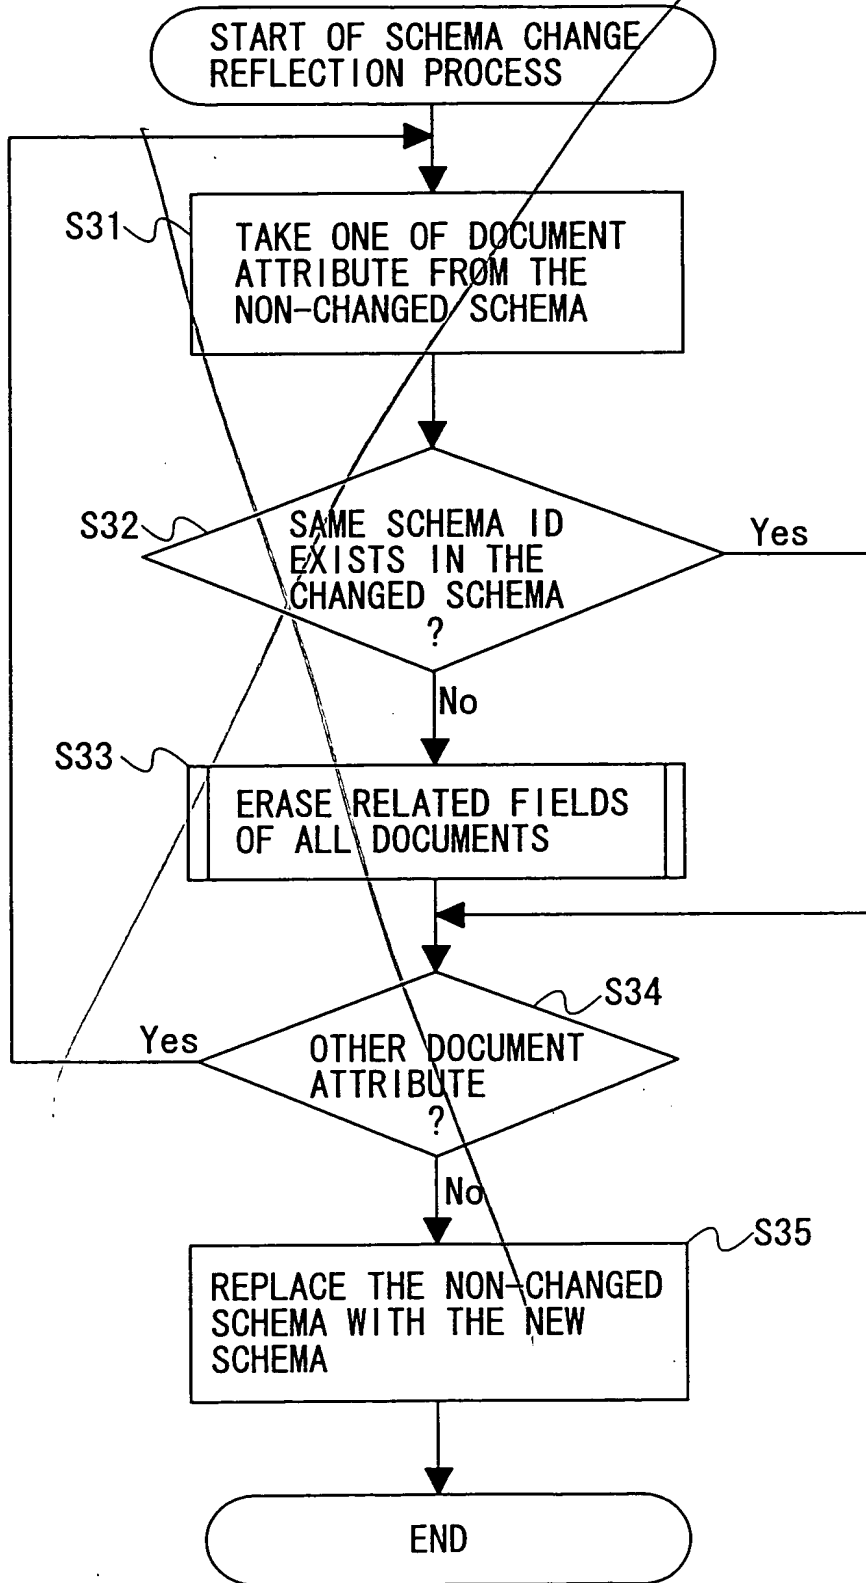 START OF SCHEMA CHANGE
REFLECTION PROCESS
S31
TAKE ONE OF DOCUMENT
ATTRIBUTE FROM THE
NON-CHANGED SCHEMA
S32
SAME SCHEMA ID
EXISTS IN THE
CHANGED SCHEMA
?
Yes
No
S33
ERASE RELATED FIELDS
OF ALL DOCUMENTS
S34
Yes
OTHER DOCUMENT
ATTRIBUTE
?
No
S35
REPLACE THE NON-CHANGED
SCHEMA WITH THE NEW
SCHEMA
END